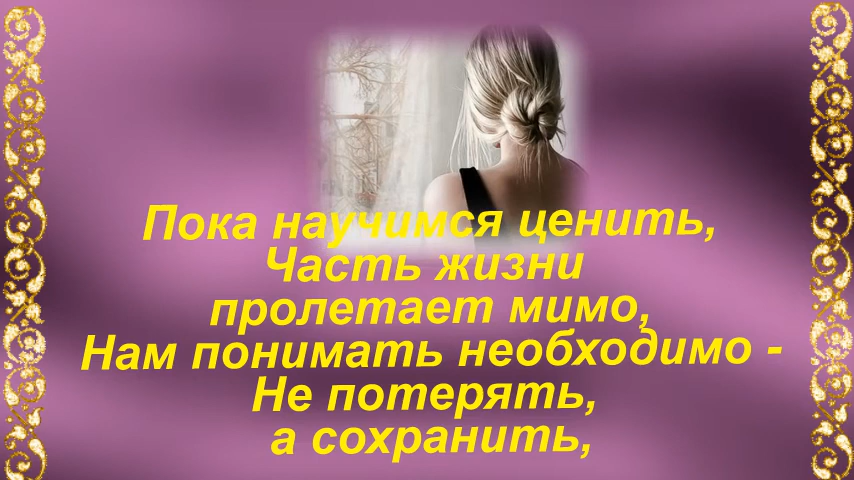 Пока научимся ценить,
Часть жизни
пролетает мимо,
Нам понимать необходимо -
Не потерять,
а сохранить,